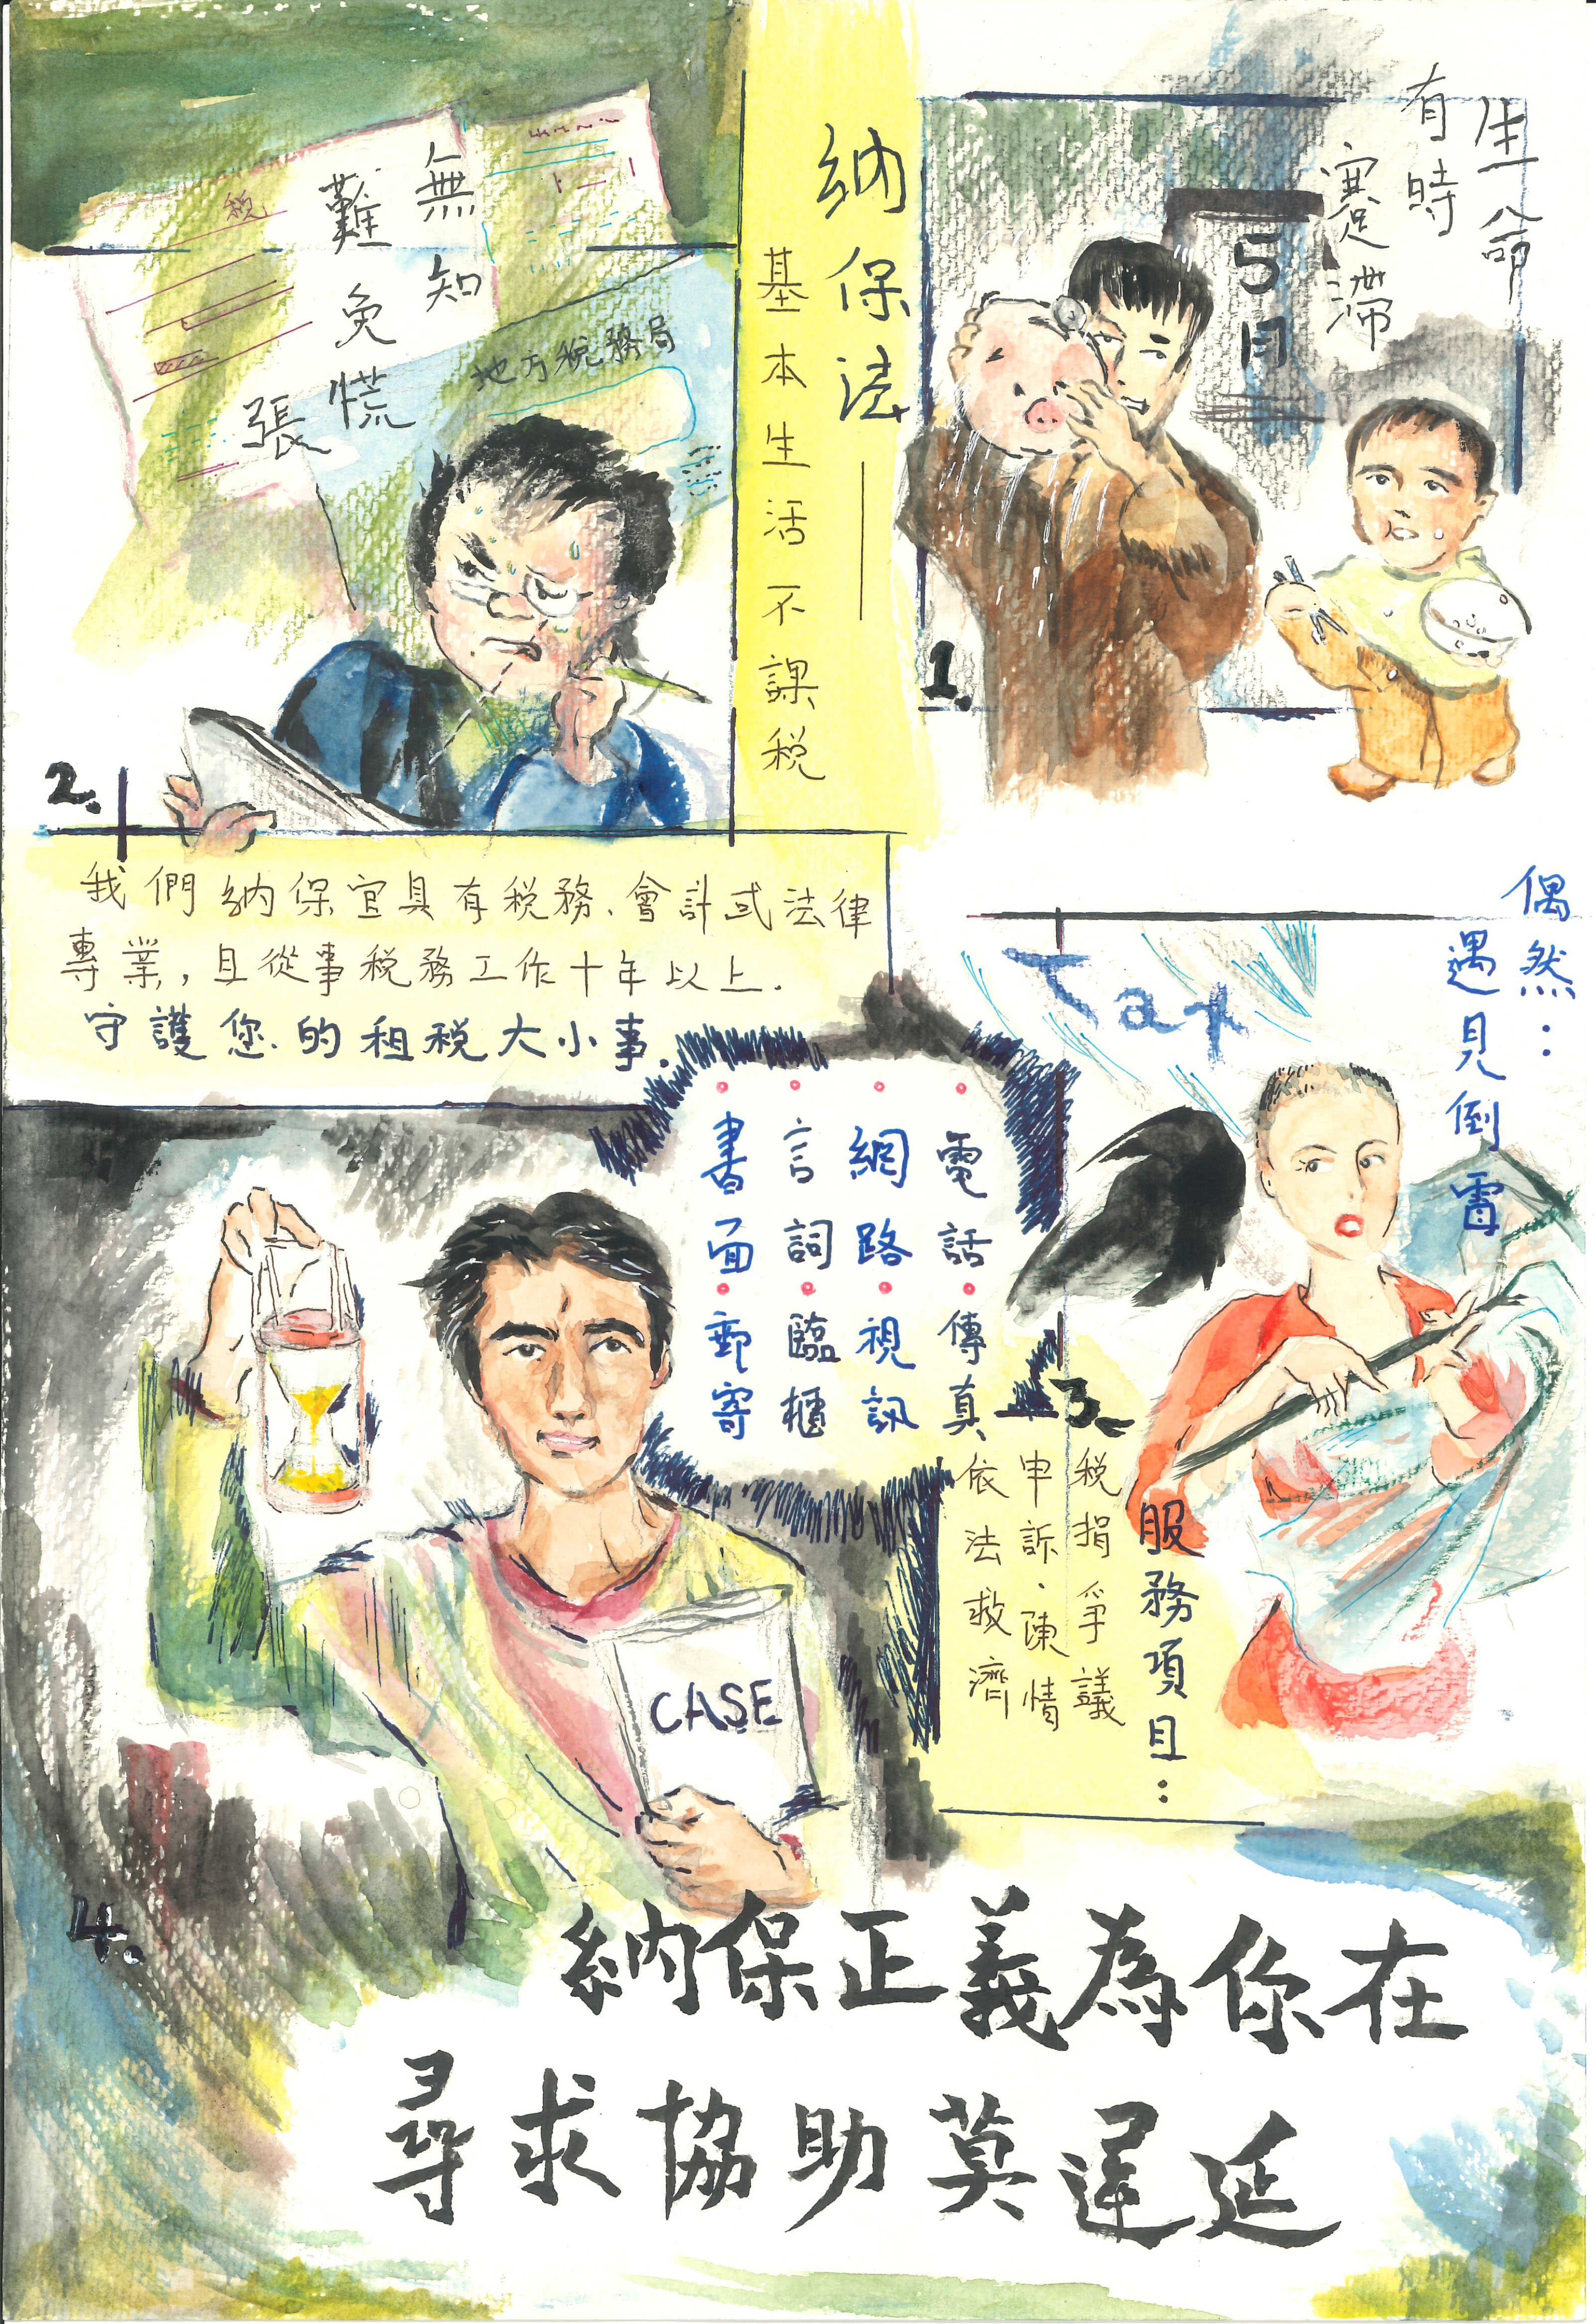 生命
有時
蹇滯
5月
1.
納保法——
基本生活不課稅
無知
難免慌
張
稅
地方稅務局
2.
我們納保官具有稅務、會計或法律
專業，且從事稅務工作十年以上.
守護您的租稅大小事.
偶然：
遇見倒霉
Tax
3.
服務項目：
稅捐爭議
申訴.陳情
依法救濟
•電話•傳真
•網路視訊
•言詞•臨櫃
•書面•郵寄
CASE
4.
納保正義為你在
尋求協助莫遲延